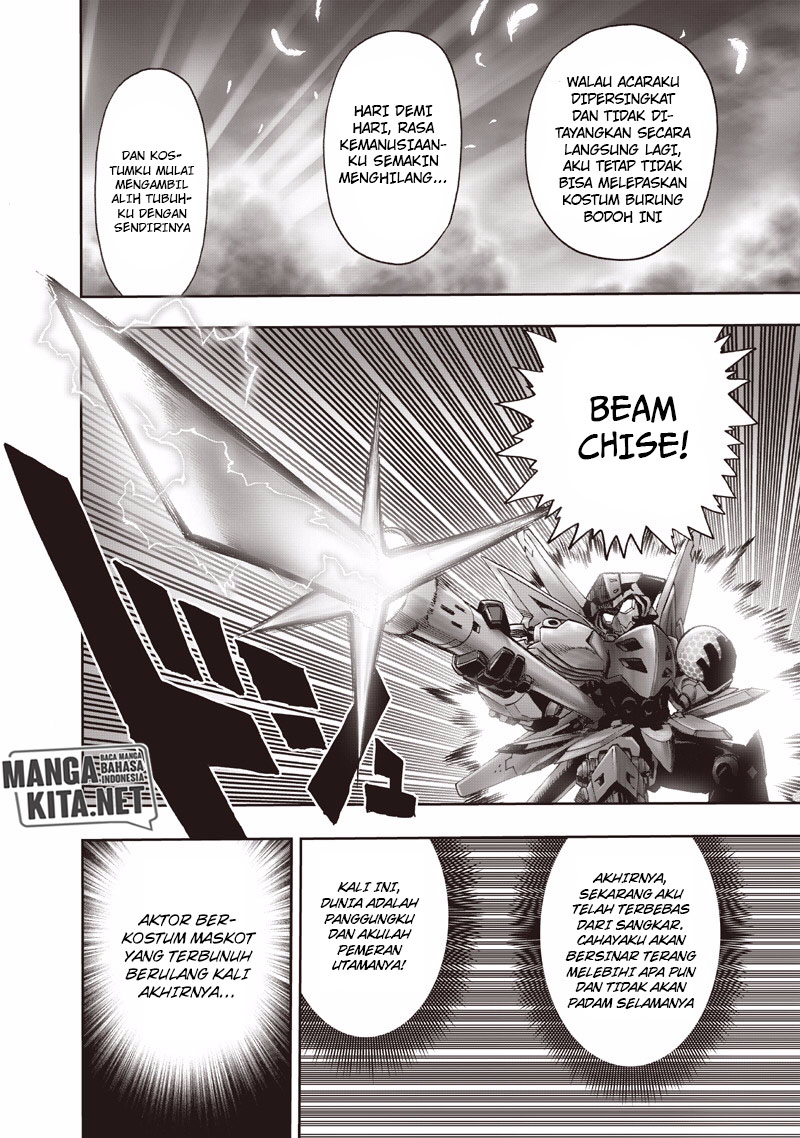 WALAU ACARAKU
DIPERSINGKAT
DAN TIDAK DI-
TAYANGKAN SECARA
LANGSUNG LAGI,
AKU TETAP TIDAK
BISA MELEPASKAN
KOSTUM BURUNG
BODOH INI
HARI DEMI
HARI, RASA
KEMANUSIAAN-
KU SEMAKIN
MENGHILANG...
DAN KOS-
TUMKU MULAI
MENGAMBIL
ALIH TUBUH-
KU DENGAN
SENDIRINYA
BEAM
CHISE!
ドシュ
MANGA
KITA.NET
BACA MANGA
BAHASA
INDONESIA
AKHIRNYA,
SEKARANG AKU
TELAH TERBEBAS
DARI SANGKAR.
CAHAYAKU AKAN
BERSINAR TERANG
MELEBIHI APA PUN
DAN TIDAK AKAN
PADAM SELAMANYA
KALI INI,
DUNIA ADALAH
PANGGUNGKU
DAN AKULAH
PEMERAN
UTAMANYA!
AKTOR BER-
KOSTUM MASKOT
YANG TERBUNUH
BERULANG KALI
AKHIRNYA...